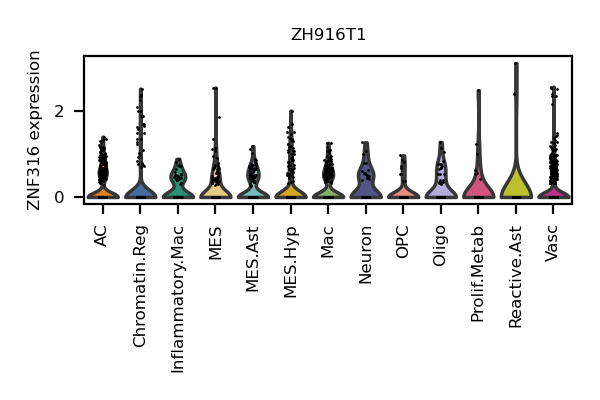 ZH916T1
ZNF316 expression
2
0
AC
Chromatin.Reg
Inflammatory.Mac
MES
MES.Ast
MES.Hyp
Mac
Neuron
OPC
Oligo
Prolif.Metab
Reactive.Ast
Vasc